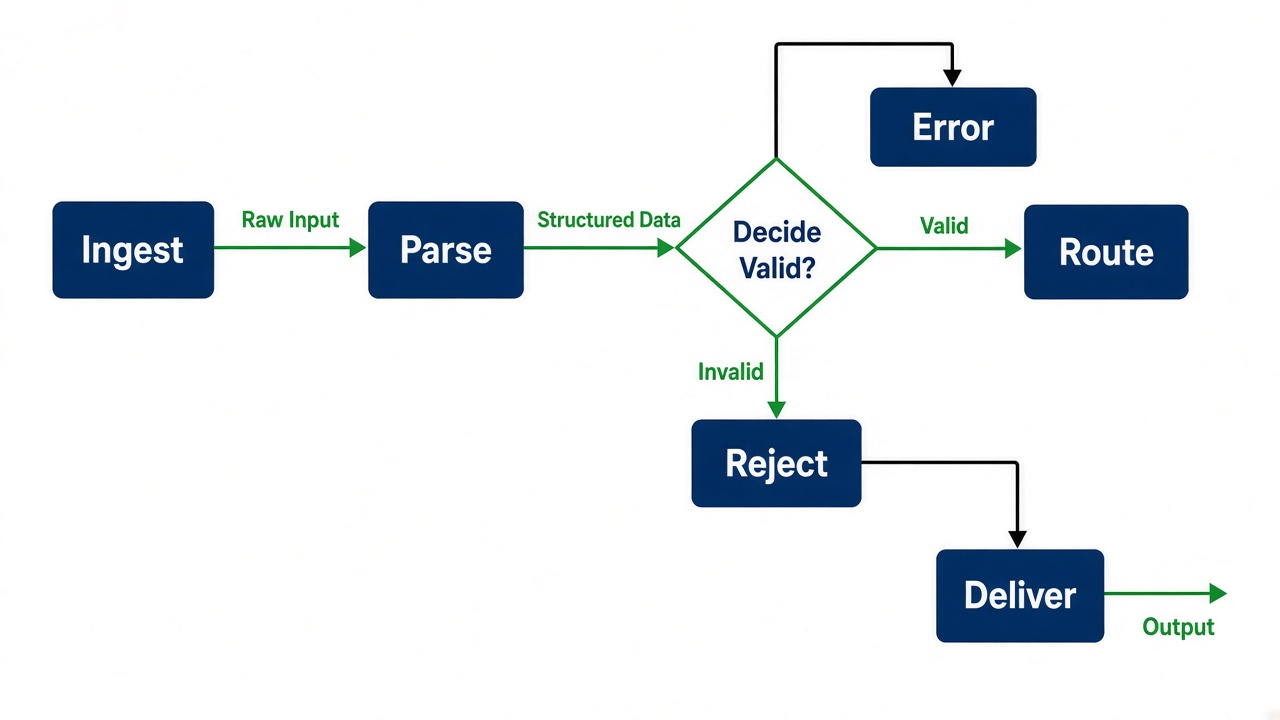 Error
Ingest
Raw Input
Parse
Structured Data
Decide
Valid?
Valid
Route
Invalid
Reject
Deliver
Output